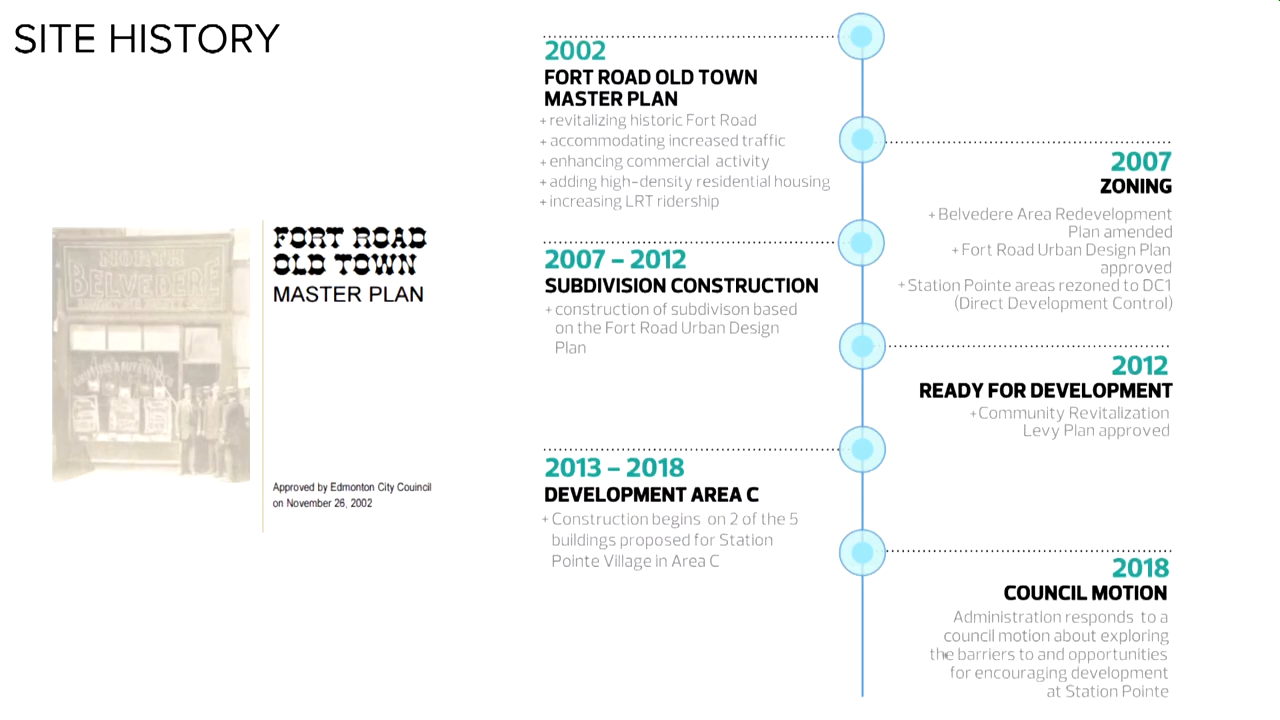 SITE HISTORY
NORTH
BELVEDERE
FORT ROAD
OLD TOWN
MASTER PLAN
Approved by Edmonton City Couincil
on November 26, 2002
2002
FORT ROAD OLD TOWN
MASTER PLAN
+ revitalizing historic Fort Road
+ accommodating increased traffic
+ enhancing commercial activity
+ adding high-density residential housing
+ increasing LRT ridership
2007
ZONING
+ Belvedere Area Redevelopment
Plan amended
+ Fort Road Urban Design Plan
approved
+ Station Pointe areas rezoned to DC1
(Direct Development Control)
2007 – 2012
SUBDIVISION CONSTRUCTION
+ construction of subdivison based
on the Fort Road Urban Design
Plan
2012
READY FOR DEVELOPMENT
+ Community Revitalization
Levy Plan approved
2013 – 2018
DEVELOPMENT AREA C
+ Construction begins on 2 of the 5
buildings proposed for Station
Pointe Village in Area C
2018
COUNCIL MOTION
Administration responds to a
council motion about exploring
the barriers to and opportunities
for encouraging development
at Station Pointe